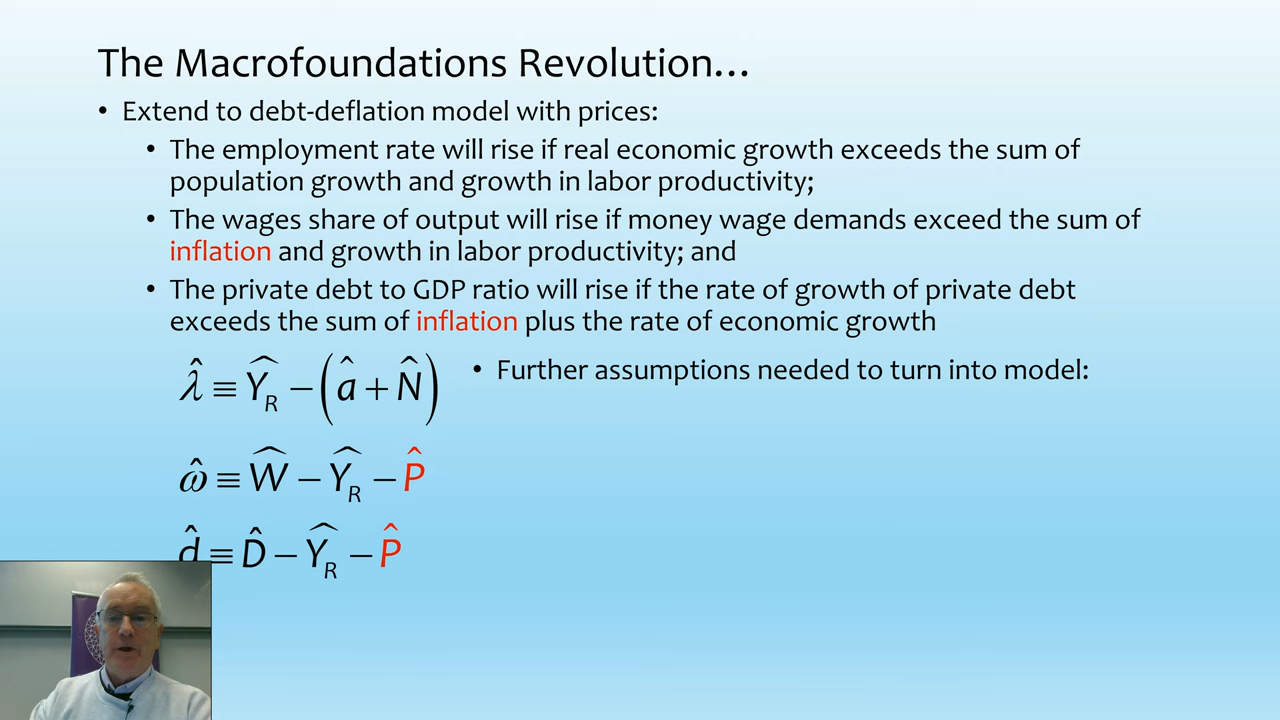 The Macrofoundations Revolution…
• Extend to debt-deflation model with prices:
• The employment rate will rise if real economic growth exceeds the sum of
population growth and growth in labor productivity;
• The wages share of output will rise if money wage demands exceed the sum of
inflation and growth in labor productivity; and
• The private debt to GDP ratio will rise if the rate of growth of private debt
exceeds the sum of inflation plus the rate of economic growth
λ̂ ≡ Ŷ_R − (â + N̂)
• Further assumptions needed to turn into model:
ω̂ ≡ Ŵ − Ŷ_R − P̂
d̂ ≡ D̂ − Ŷ_R − P̂